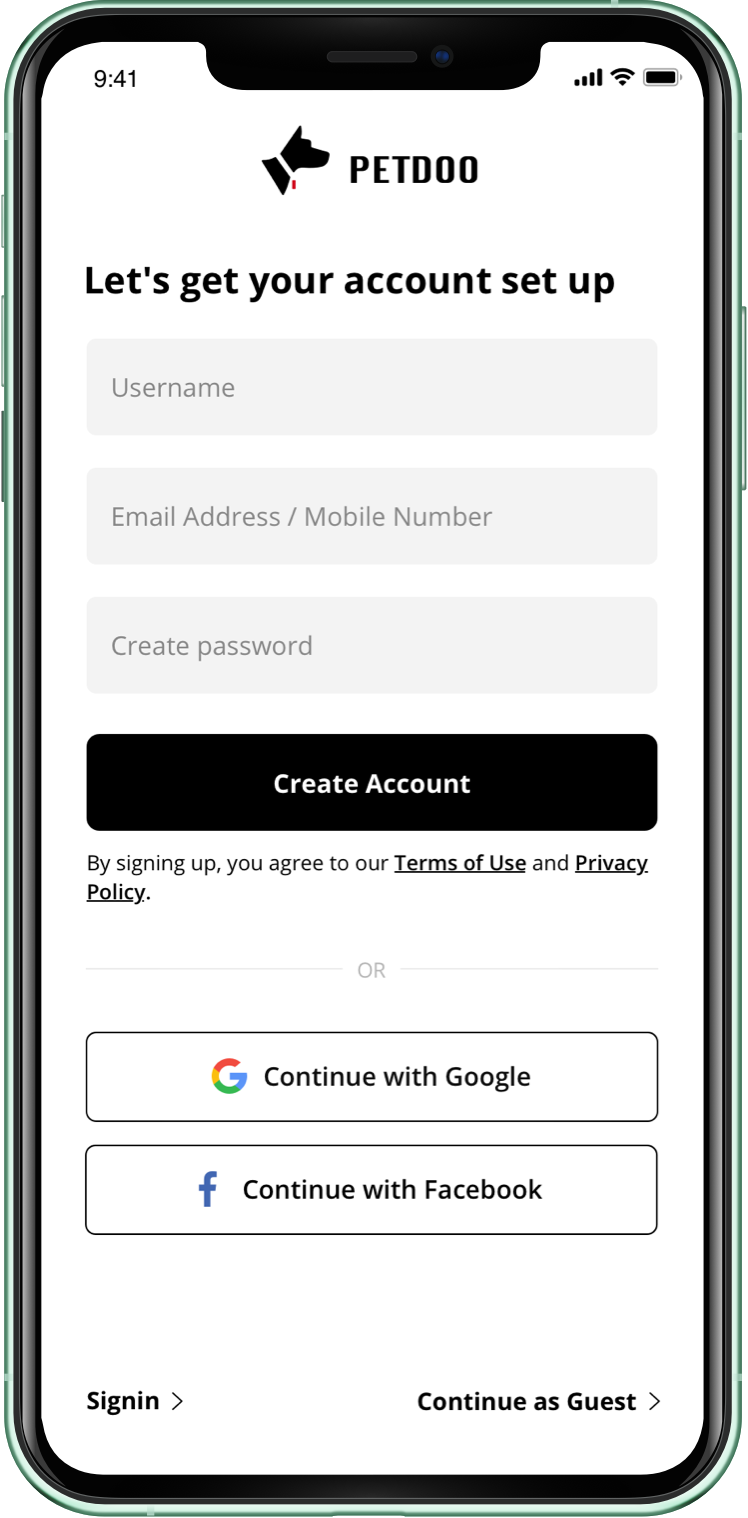 9:41
PETDOO
Let's get your account set up
Username
Email Address / Mobile Number
Create password
Create Account
By signing up, you agree to our Terms of Use and Privacy
Policy.
OR
Continue with Google
Continue with Facebook
Signin
Continue as Guest